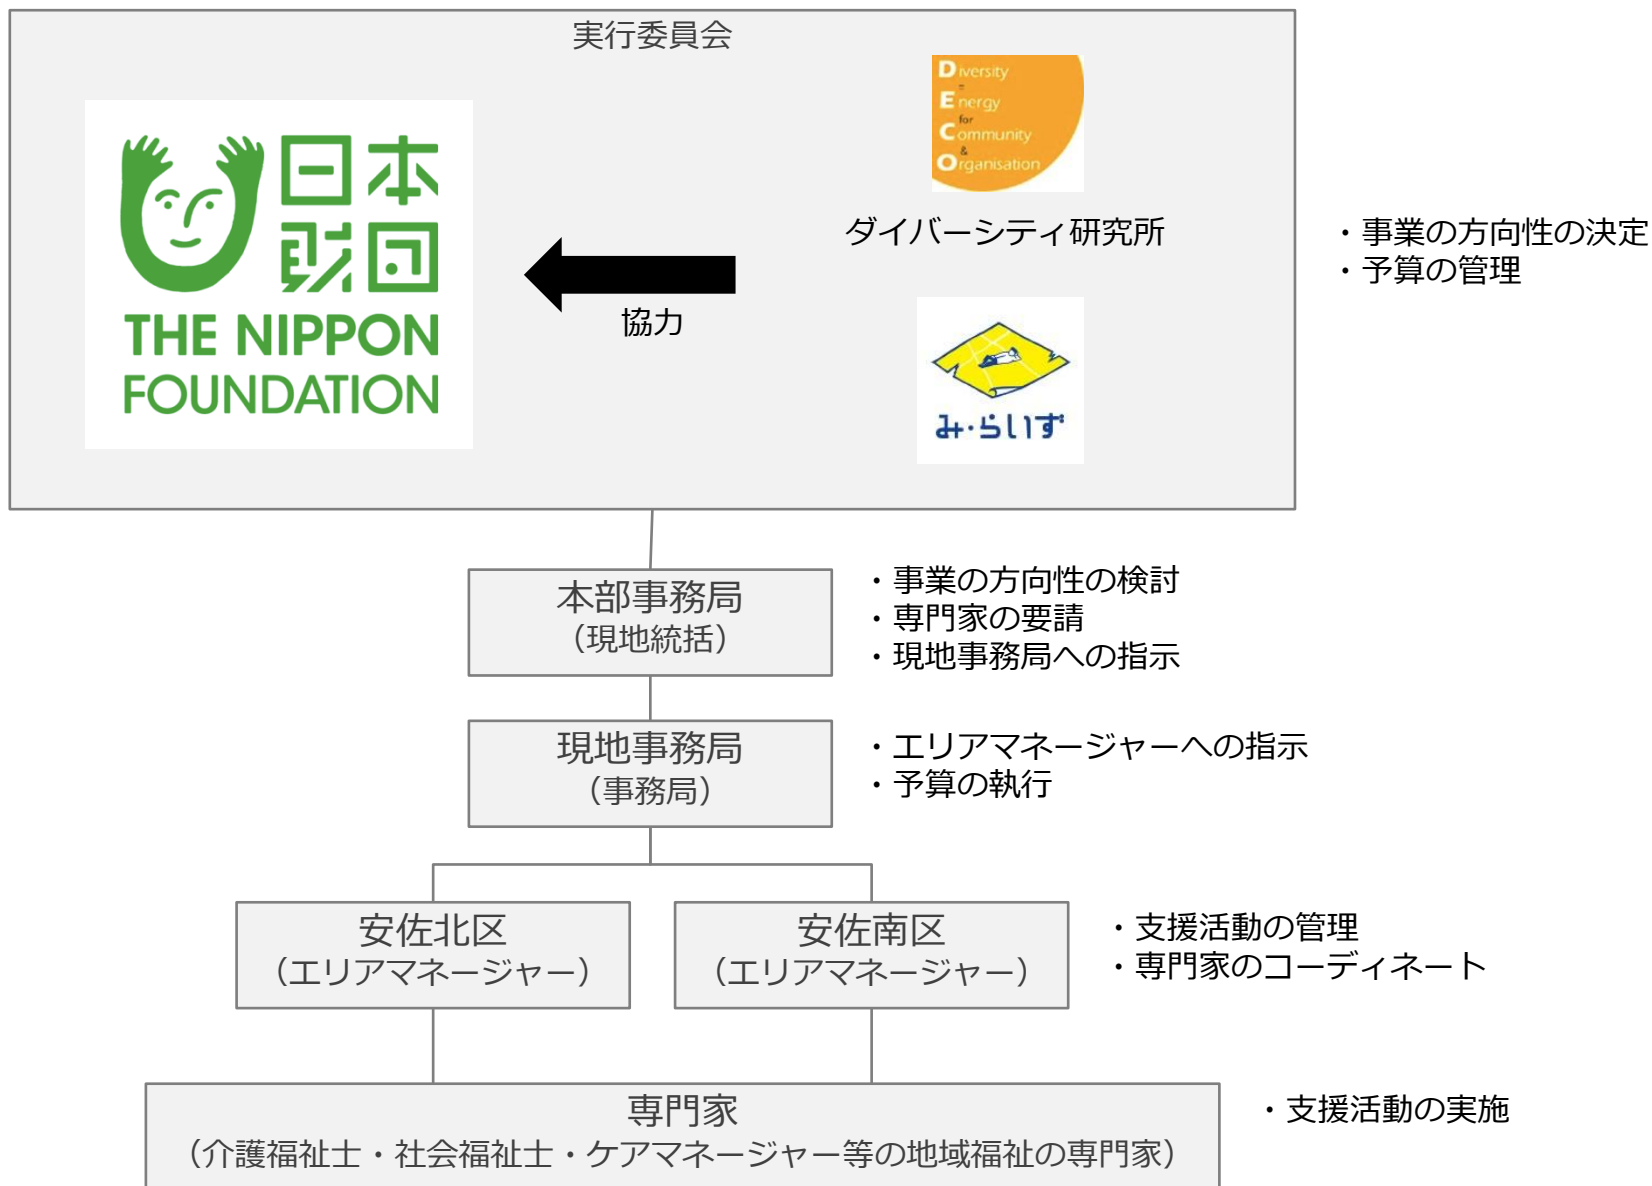 実行委員会
日本
財団
THE NIPPON
FOUNDATION
協力
Diversity
=
Energy
for
Community
&
Organisation
ダイバーシティ研究所
み・らいず
・事業の方向性の決定
・予算の管理
本部事務局
（現地統括）
・事業の方向性の検討
・専門家の要請
・現地事務局への指示
現地事務局
（事務局）
・エリアマネージャーへの指示
・予算の執行
安佐北区
（エリアマネージャー）
安佐南区
（エリアマネージャー）
・支援活動の管理
・専門家のコーディネート
専門家
（介護福祉士・社会福祉士・ケアマネージャー等の地域福祉の専門家）
・支援活動の実施